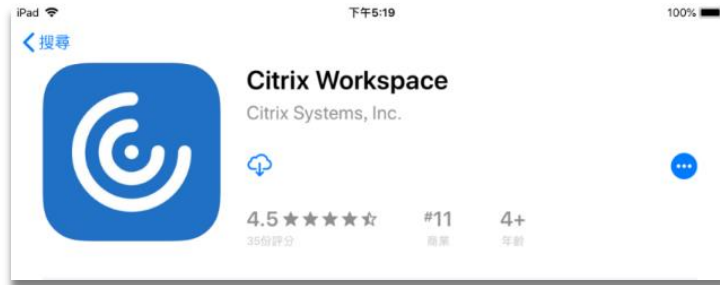 iPad 下午5:19 100%
搜尋
Citrix Workspace
Citrix Systems, Inc.
4.5 #11 4+
35份評分 商業 年齡